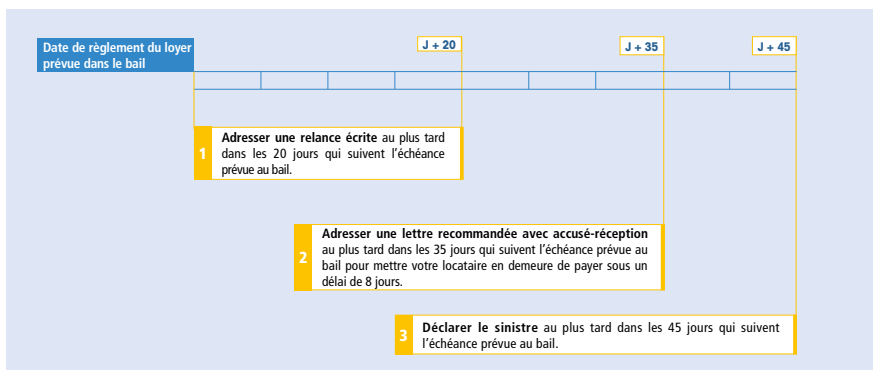 Date de règlement du loyer
prévue dans le bail
J + 20
J + 35
J + 45
1
Adresser une relance écrite au plus tard
dans les 20 jours qui suivent l'échéance
prévue au bail.
2
Adresser une lettre recommandée avec accusé-réception
au plus tard dans les 35 jours qui suivent l'échéance prévue au
bail pour mettre votre locataire en demeure de payer sous un
délai de 8 jours.
3
Déclarer le sinistre au plus tard dans les 45 jours qui suivent
l'échéance prévue au bail.